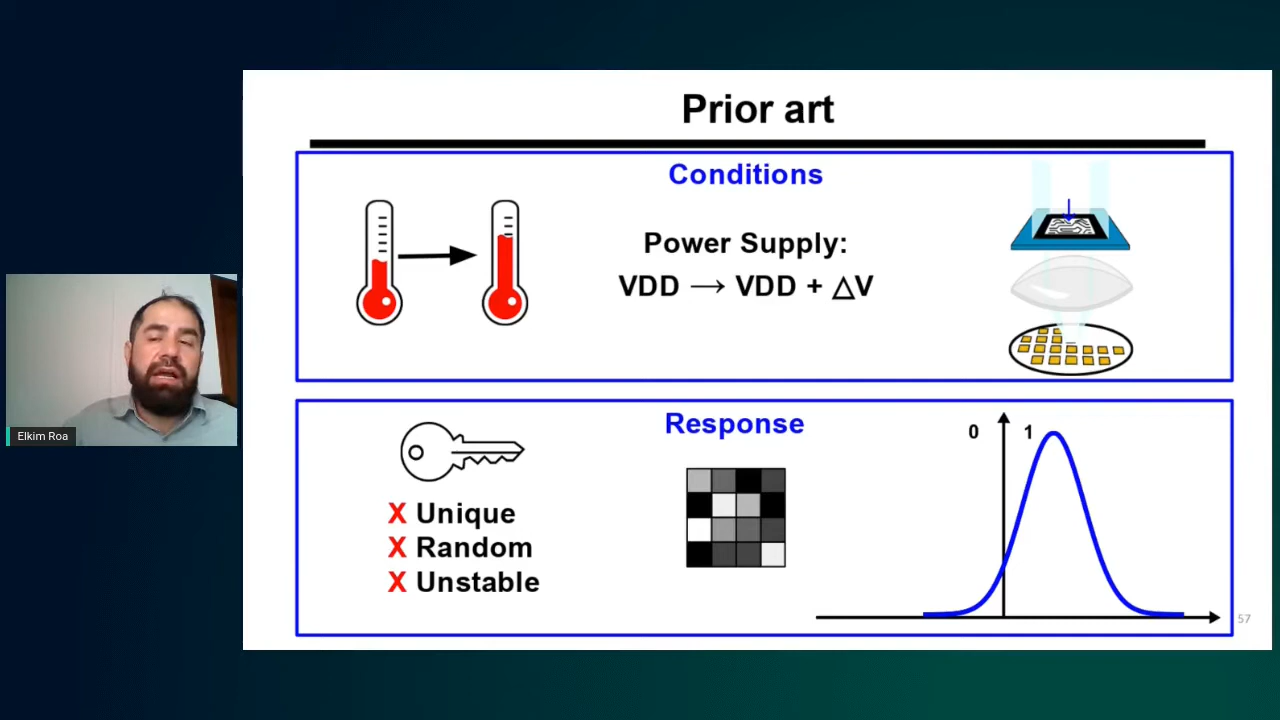 Prior art
Conditions
Power Supply:
VDD → VDD + △V
Elkim Roa
Response
X Unique
X Random
X Unstable
0 1
57